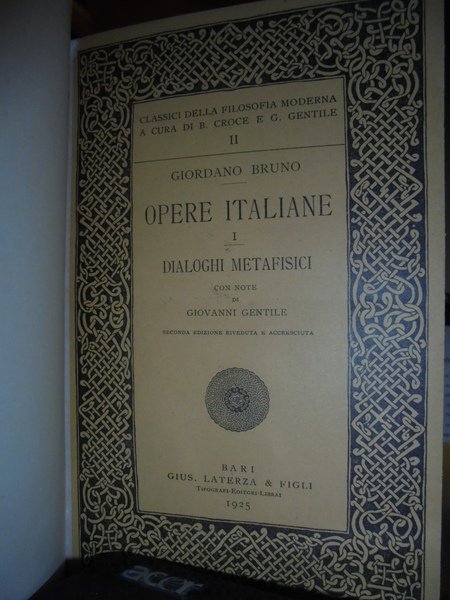 CLASSICI DELLA FILOSOFIA MODERNA
A CURA DI B. CROCE E G. GENTILE
II
GIORDANO BRUNO
OPERE ITALIANE
I
DIALOGHI METAFISICI
CON NOTE
DI
GIOVANNI GENTILE
SECONDA EDIZIONE RIVEDUTA E ACCRESCIUTA
BARI
GIUS. LATERZA & FIGLI
TIPOGRAFI-EDITORI-LIBRAI
1925
acer